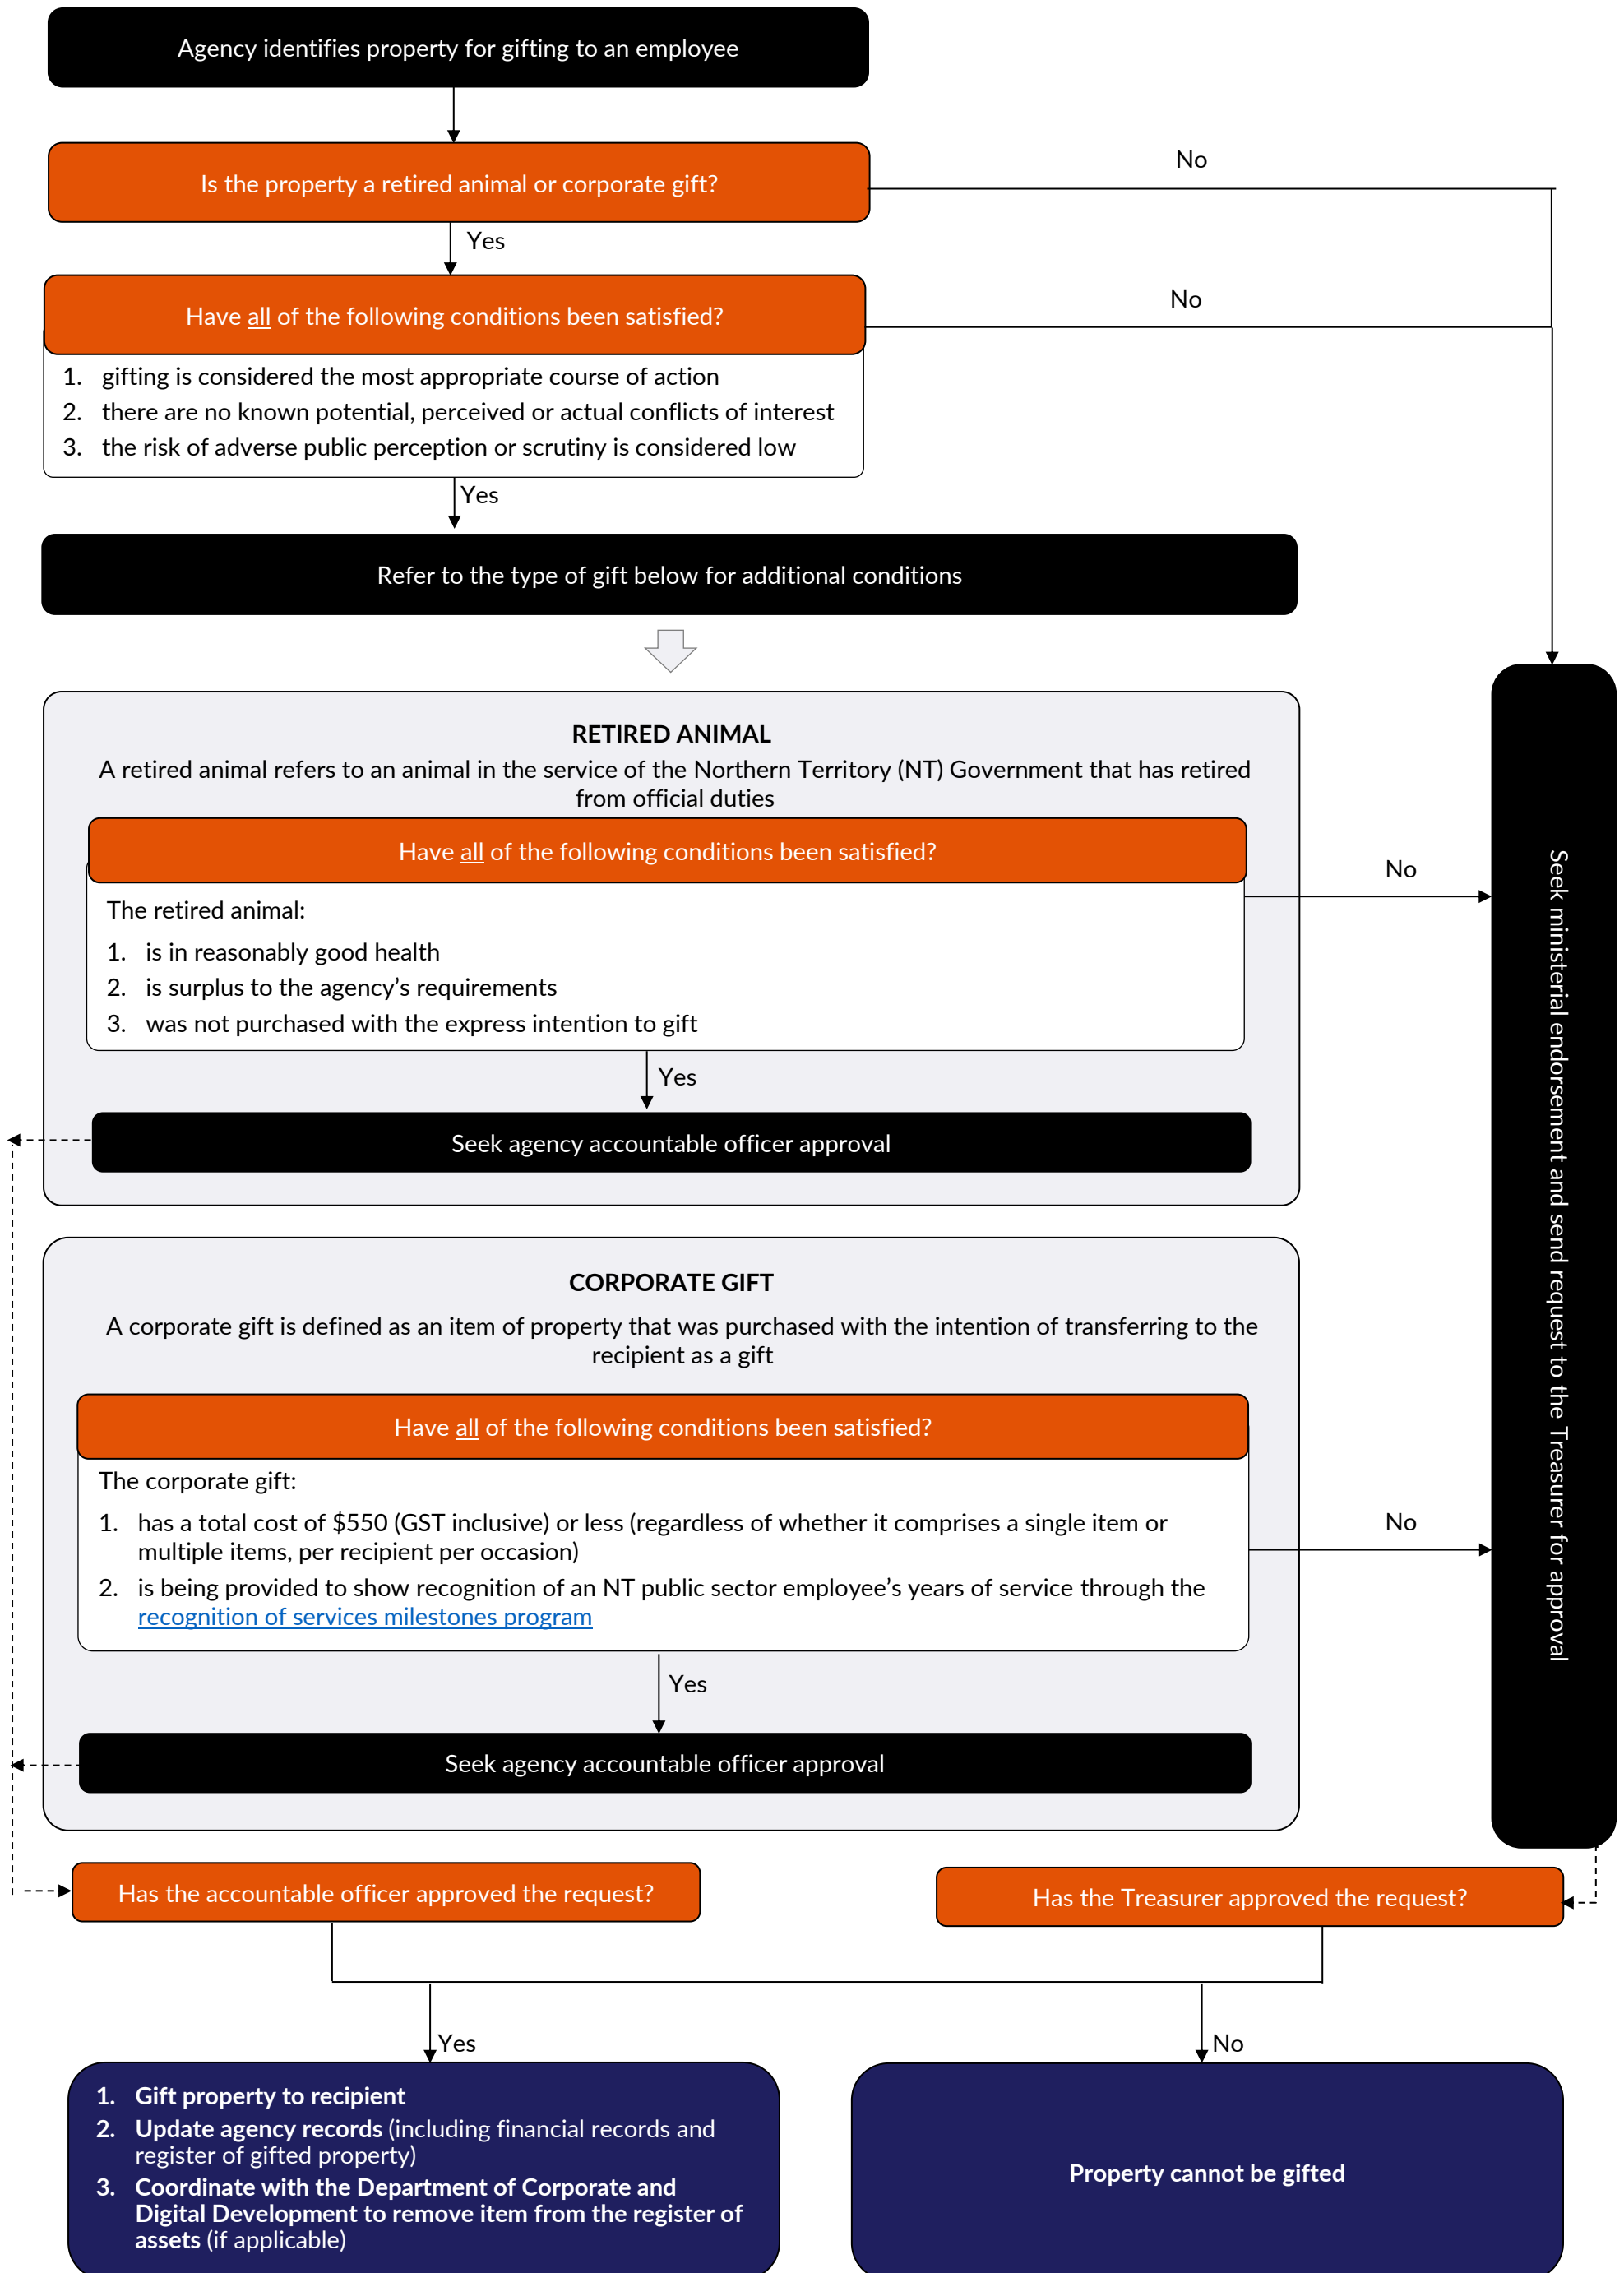 Agency identifies property for gifting to an employee
Is the property a retired animal or corporate gift?
No
Yes
Have all of the following conditions been satisfied?
No
1. gifting is considered the most appropriate course of action
2. there are no known potential, perceived or actual conflicts of interest
3. the risk of adverse public perception or scrutiny is considered low
Yes
Refer to the type of gift below for additional conditions
RETIRED ANIMAL
A retired animal refers to an animal in the service of the Northern Territory (NT) Government that has retired
from official duties
Have all of the following conditions been satisfied?
No
The retired animal:
1. is in reasonably good health
2. is surplus to the agency’s requirements
3. was not purchased with the express intention to gift
Yes
Seek agency accountable officer approval
CORPORATE GIFT
A corporate gift is defined as an item of property that was purchased with the intention of transferring to the
recipient as a gift
Have all of the following conditions been satisfied?
The corporate gift:
1. has a total cost of $550 (GST inclusive) or less (regardless of whether it comprises a single item or
multiple items, per recipient per occasion)
No
2. is being provided to show recognition of an NT public sector employee’s years of service through the
recognition of services milestones program
Yes
Seek agency accountable officer approval
Seek ministerial endorsement and send request to the Treasurer for approval
Has the accountable officer approved the request?
Has the Treasurer approved the request?
Yes
No
1. Gift property to recipient
2. Update agency records (including financial records and
register of gifted property)
3. Coordinate with the Department of Corporate and
Digital Development to remove item from the register of
assets (if applicable)
Property cannot be gifted